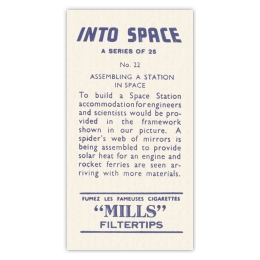 INTO SPACE
A SERIES OF 25
No. 22
ASSEMBLING A STATION
IN SPACE
To build a Space Station
accommodation for engineers
and scientists would be pro-
vided in the framework
shown in our picture. A
spider's web of mirrors is
being assembled to provide
solar heat for an engine and
rocket ferries are seen ar-
riving with more materials.
FUMEZ LES FAMEUSES CIGARETTES
"MILLS"
FILTERTIPS